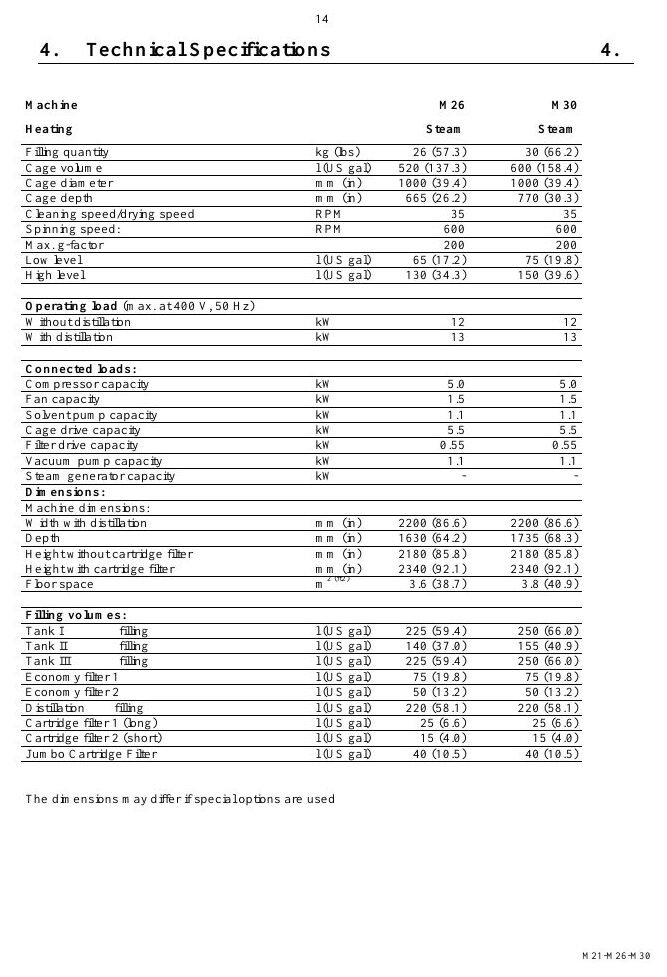 14
4. Technical Specifications 4.
Machine M26 M30
Heating Steam Steam
Filling quantity kg (lbs) 26 (57.3) 30 (66.2)
Cage volume l(US gal) 520 (137.3) 600 (158.4)
Cage diameter mm (in) 1000 (39.4) 1000 (39.4)
Cage depth mm (in) 665 (26.2) 770 (30.3)
Cleaning speed/drying speed RPM 35 35
Spinning speed: RPM 600 600
Max. g-factor 200 200
Low level l(US gal) 65 (17.2) 75 (19.8)
High level l(US gal) 130 (34.3) 150 (39.6)
Operating load (max. at 400 V, 50 Hz)
Without distillation kW 12 12
With distillation kW 13 13
Connected loads:
Compressor capacity kW 5.0 5.0
Fan capacity kW 1.5 1.5
Solvent pump capacity kW 1.1 1.1
Cage drive capacity kW 5.5 5.5
Filter drive capacity kW 0.55 0.55
Vacuum pump capacity kW 1.1 1.1
Steam generator capacity kW - -
Dimensions:
Machine dimensions:
Width with distillation mm (in) 2200 (86.6) 2200 (86.6)
Depth mm (in) 1630 (64.2) 1735 (68.3)
Height without cartridge filter mm (in) 2180 (85.8) 2180 (85.8)
Height with cartridge filter mm (in) 2340 (92.1) 2340 (92.1)
Floor space m2 (ft2) 3.6 (38.7) 3.8 (40.9)
Filling volumes:
Tank I filling l(US gal) 225 (59.4) 250 (66.0)
Tank II filling l(US gal) 140 (37.0) 155 (40.9)
Tank III filling l(US gal) 225 (59.4) 250 (66.0)
Economy filter 1 l(US gal) 75 (19.8) 75 (19.8)
Economy filter 2 l(US gal) 50 (13.2) 50 (13.2)
Distillation filling l(US gal) 220 (58.1) 220 (58.1)
Cartridge filter 1 (long) l(US gal) 25 (6.6) 25 (6.6)
Cartridge filter 2 (short) l(US gal) 15 (4.0) 15 (4.0)
Jumbo Cartridge Filter l(US gal) 40 (10.5) 40 (10.5)
The dimensions may differ if special options are used
M21-M26-M30